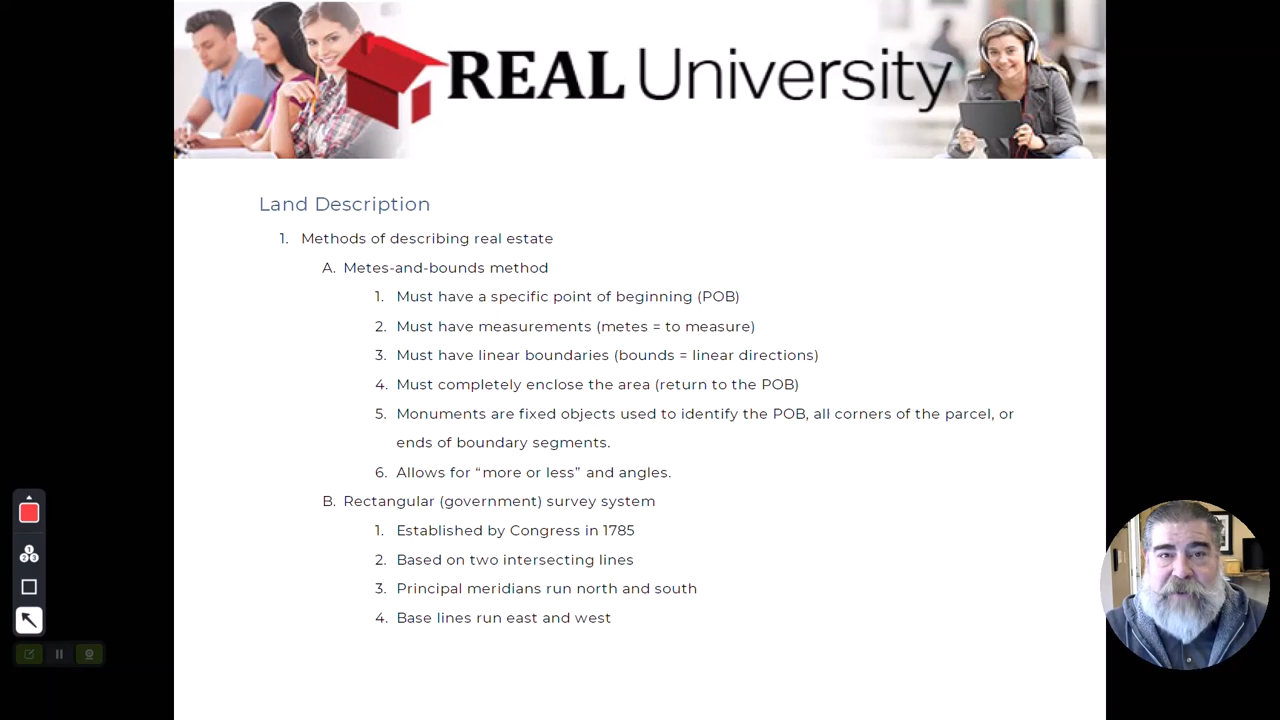 REAL University
Land Description
1. Methods of describing real estate
A. Metes-and-bounds method
1. Must have a specific point of beginning (POB)
2. Must have measurements (metes = to measure)
3. Must have linear boundaries (bounds = linear directions)
4. Must completely enclose the area (return to the POB)
5. Monuments are fixed objects used to identify the POB, all corners of the parcel, or
ends of boundary segments.
6. Allows for “more or less” and angles.
B. Rectangular (government) survey system
1. Established by Congress in 1785
2. Based on two intersecting lines
3. Principal meridians run north and south
4. Base lines run east and west